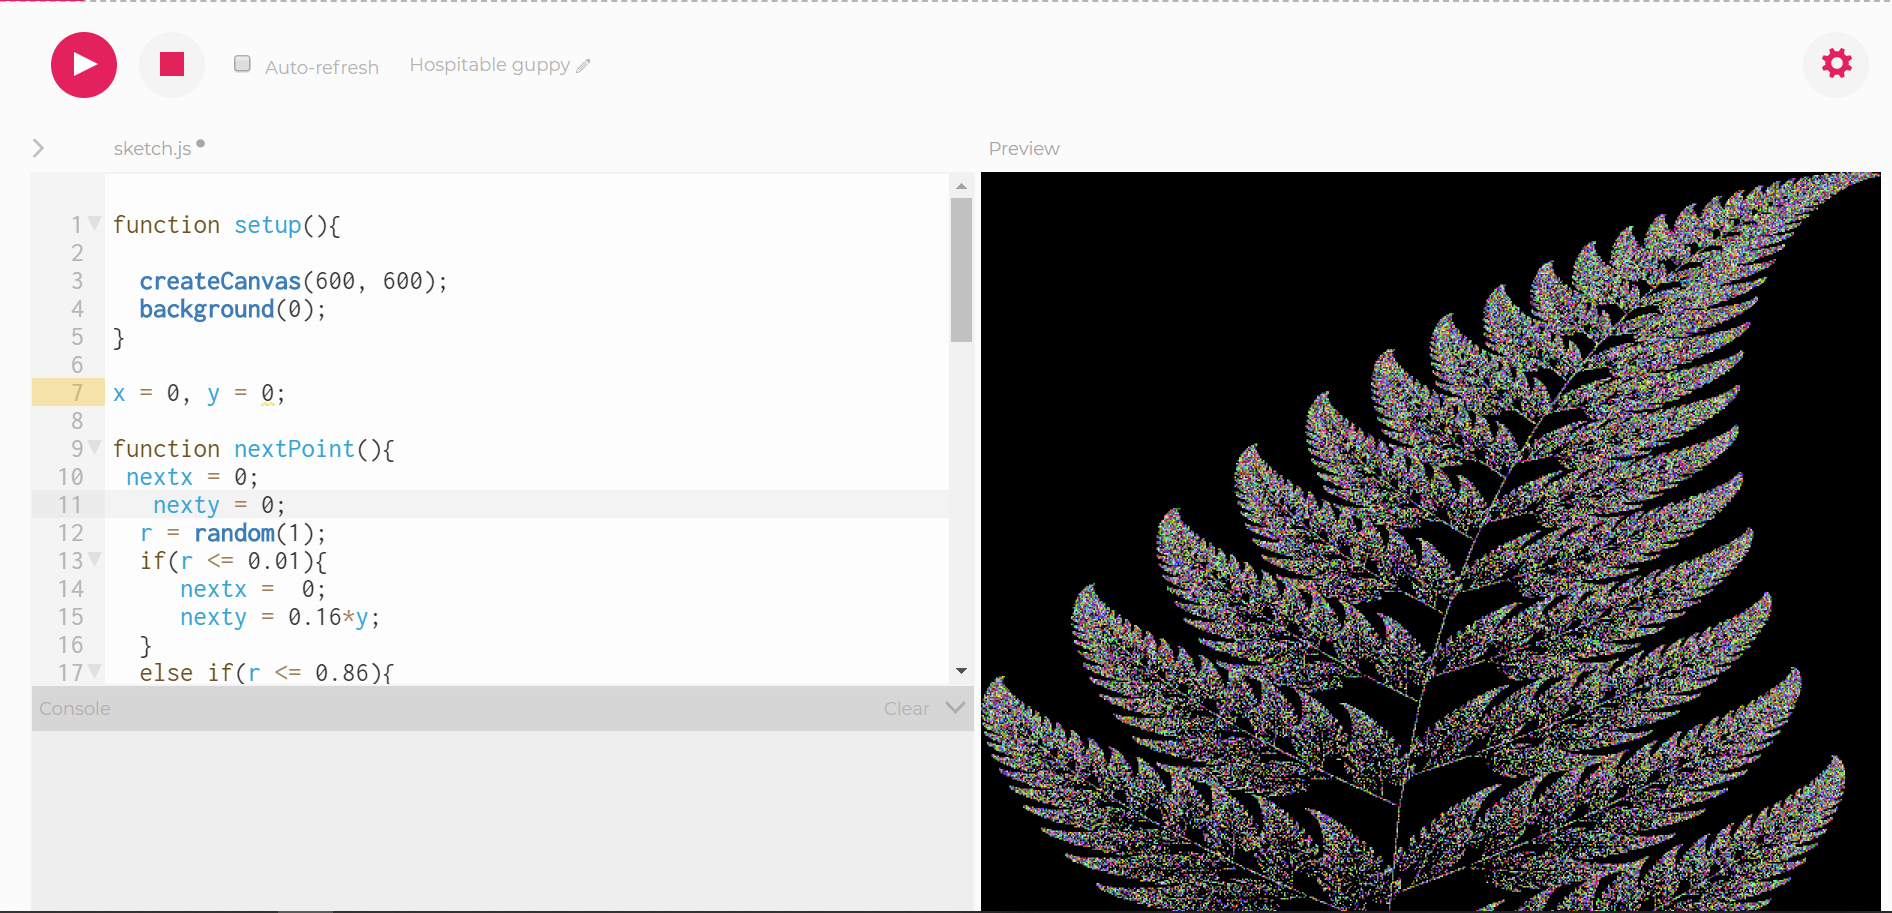 Auto-refresh Hospitable guppy
sketch.js
Preview
1 function setup(){
2
3 createCanvas(600, 600);
4 background(0);
5 }
6
7 x = 0, y = 0;
8
9 function nextPoint(){
10 nextx = 0;
11 nexty = 0;
12 r = random(1);
13 if(r <= 0.01){
14 nextx =  0;
15 nexty = 0.16*y;
16 }
17 else if(r <= 0.86){
Console Clear